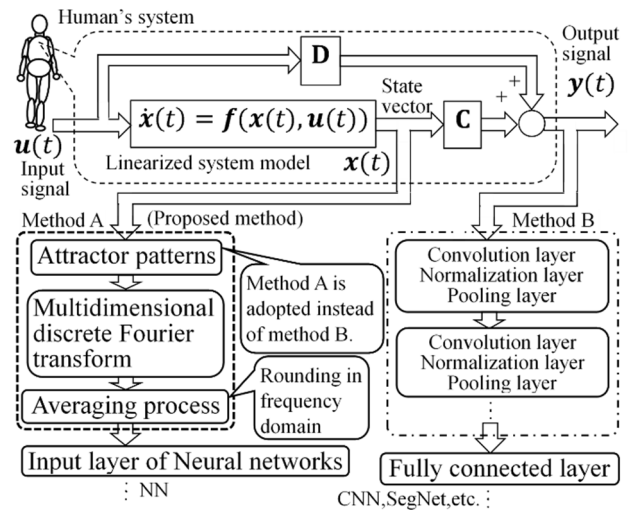 Human's system
Output
signal
y(t)
D
State
vector
+
+
ẋ(t) = f(x(t), u(t))
C
u(t)
Input
signal
Linearized system model
x(t)
Method A
(Proposed method)
Attractor patterns
Multidimensional
discrete Fourier
transform
Averaging process
Method A is
adopted instead
of method B.
Rounding in
frequency
domain
Input layer of Neural networks
⋮ NN
Method B
Convolution layer
Normalization layer
Pooling layer
Convolution layer
Normalization layer
Pooling layer
⋮
Fully connected layer
CNN,SegNet,etc. ⋮